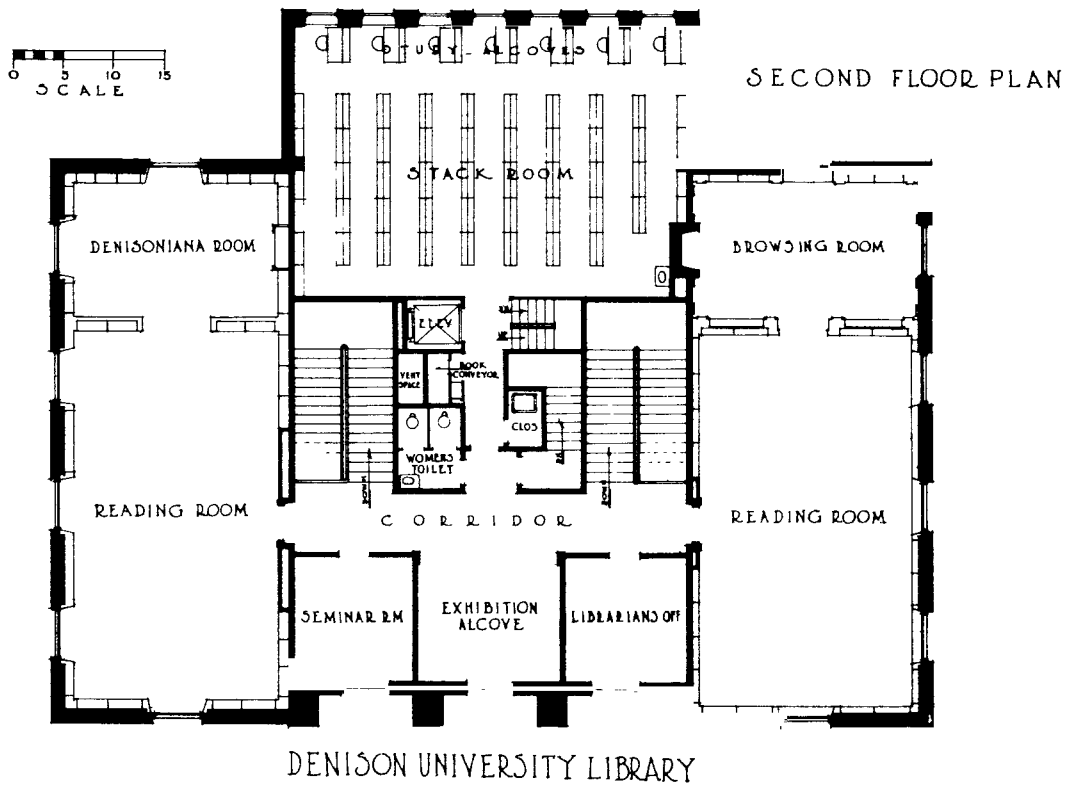 STUDY ALCOVES
0 5 10 15
SCALE
SECOND FLOOR PLAN
STACK ROOM
DENISONIANA ROOM
BROWSING ROOM
ELEV
BOOK
CONVEYOR
VENT
SPACE
CLOS
WOMENS
TOILET
DOWN
DOWN
READING ROOM
READING ROOM
CORRIDOR
SEMINAR RM
EXHIBITION
ALCOVE
LIBRARIANS OFF
DENISON UNIVERSITY LIBRARY